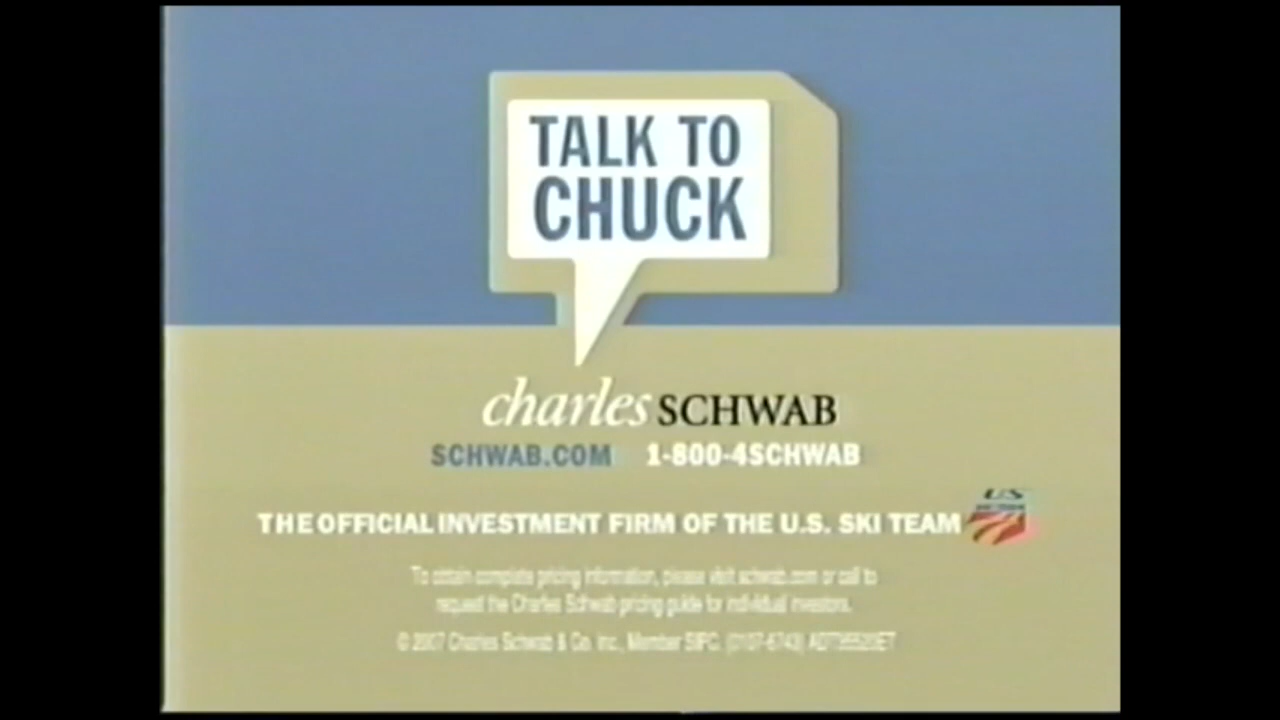 TALK TO
CHUCK
charles SCHWAB
SCHWAB.COM 1-800-4SCHWAB
THE OFFICIAL INVESTMENT FIRM OF THE U.S. SKI TEAM
US
To obtain complete pricing information, please visit schwab.com or call to
request the Charles Schwab pricing guide for individual investors.
© 2007 Charles Schwab & Co. Inc., Member SIPC.